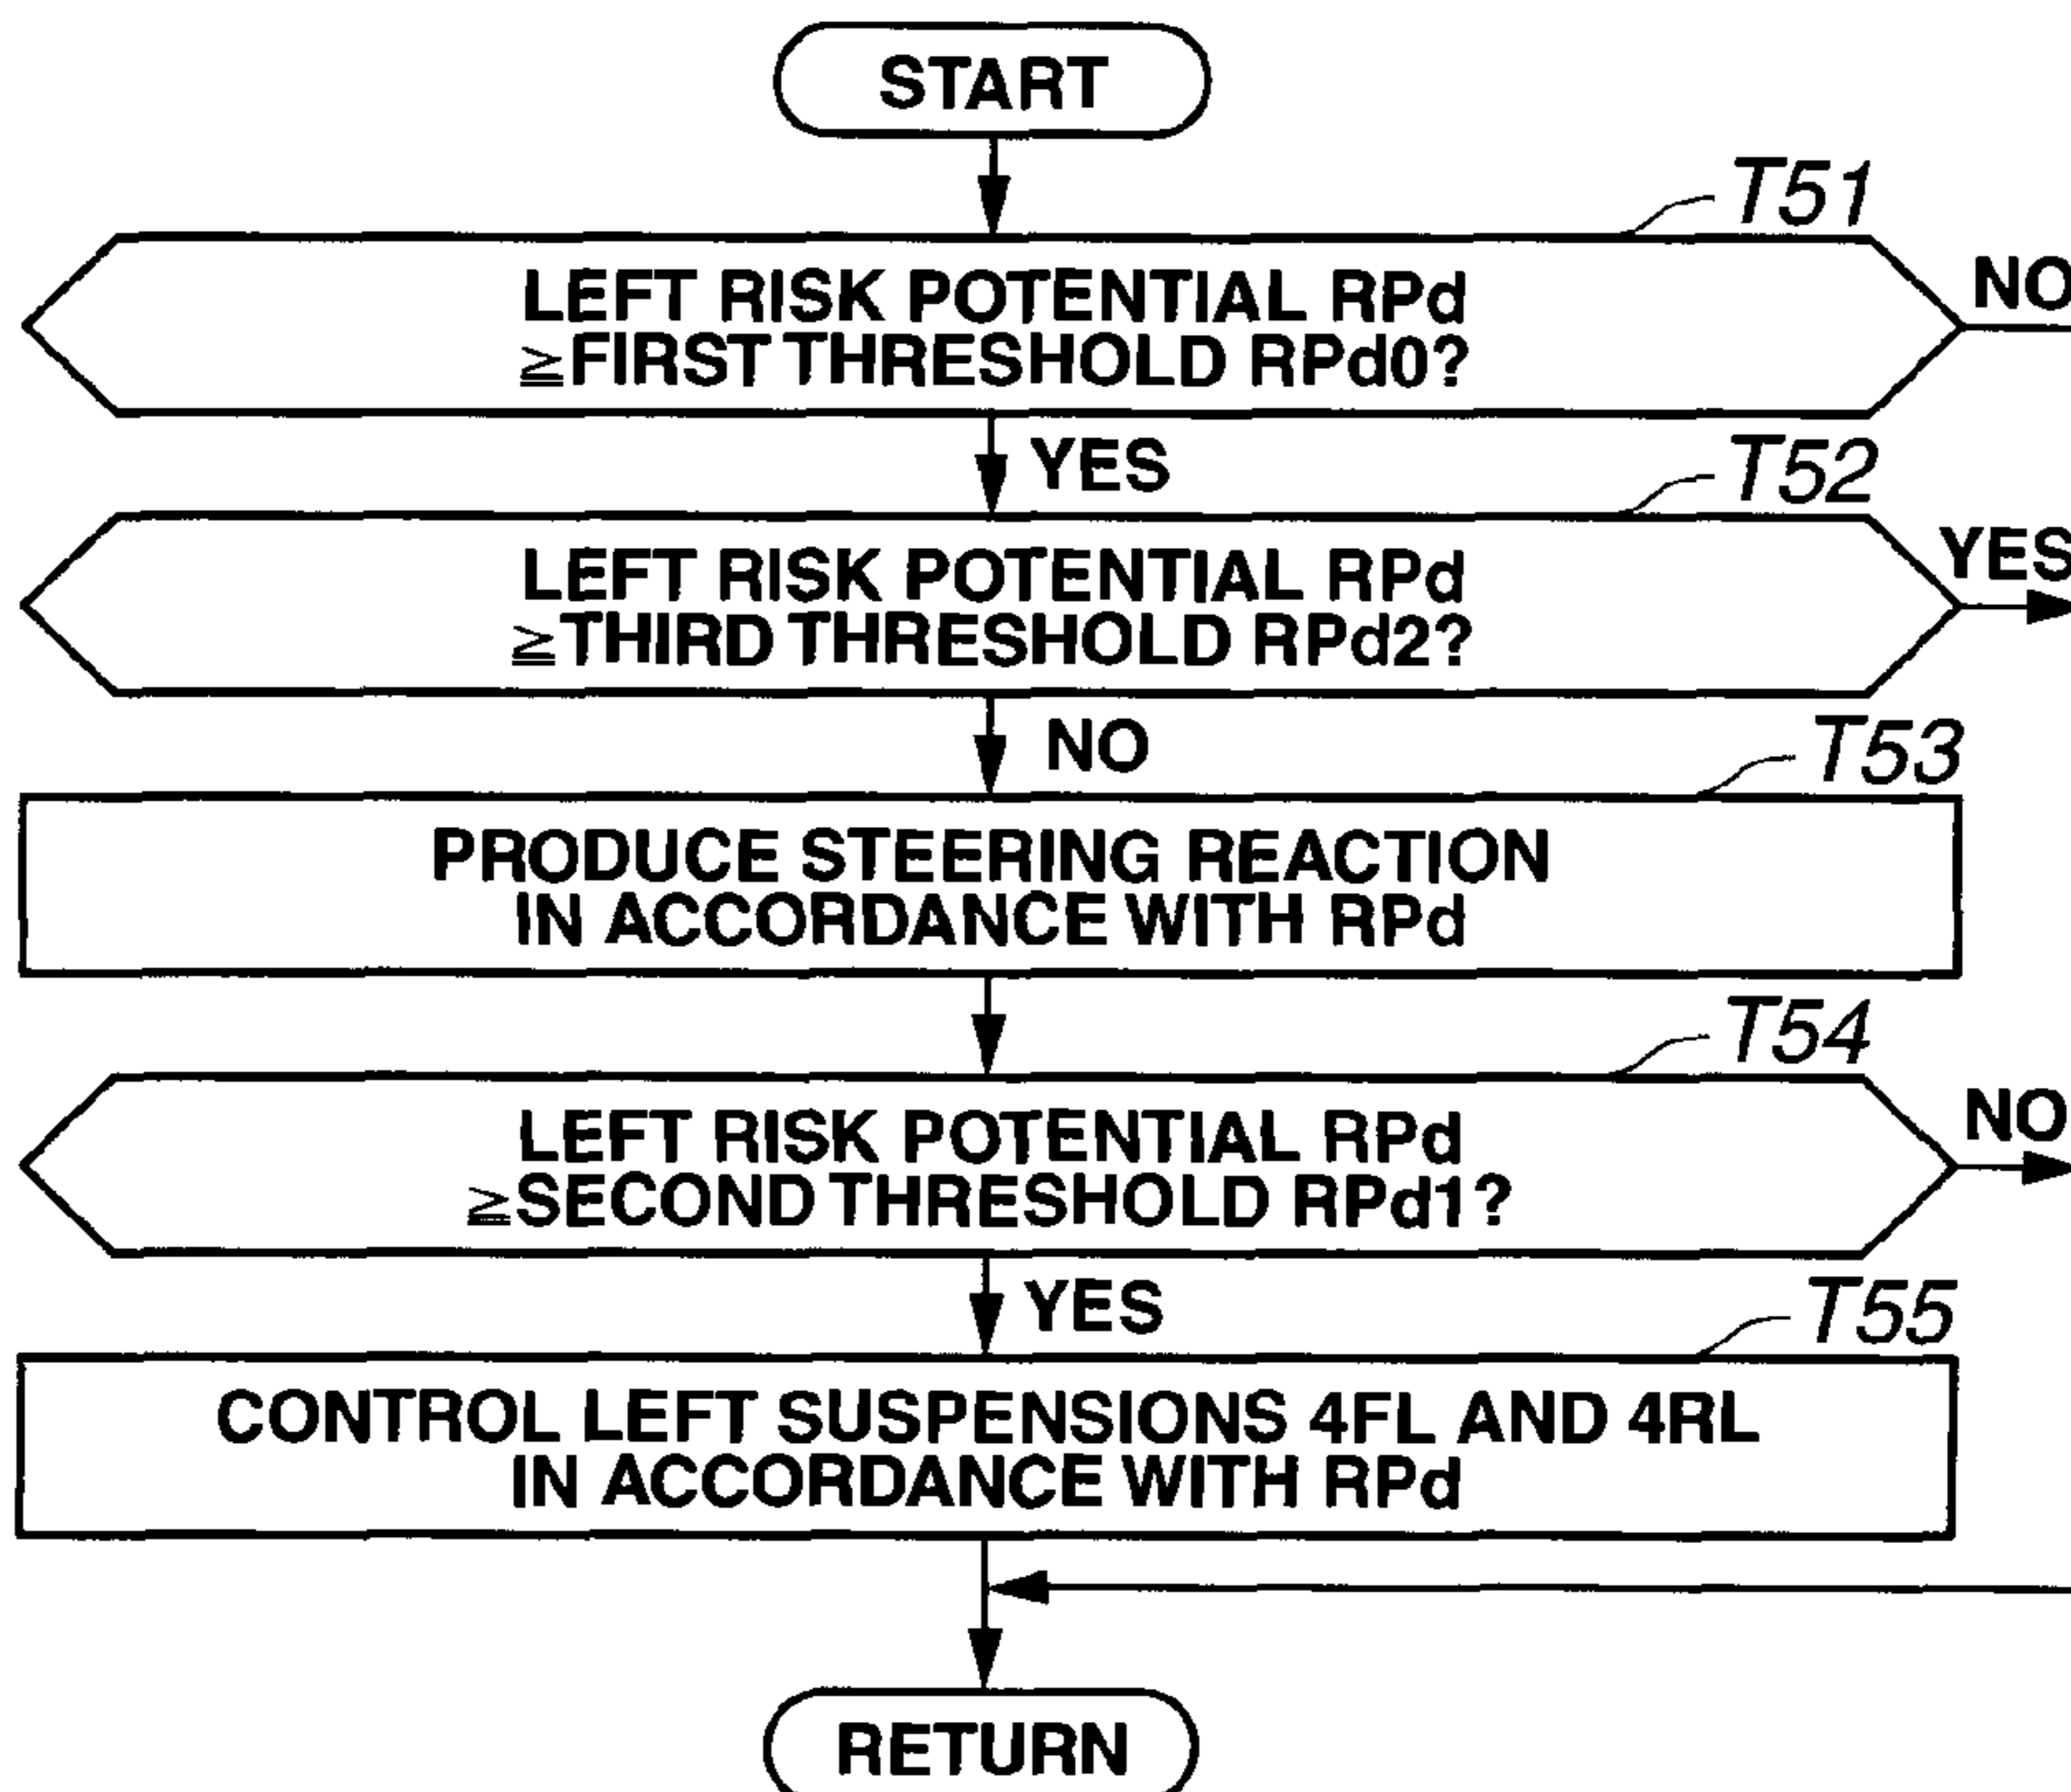 START
T51
LEFT RISK POTENTIAL RPd
≧FIRST THRESHOLD RPd0?
NO
YES
T52
LEFT RISK POTENTIAL RPd
≧THIRD THRESHOLD RPd2?
YES
NO
T53
PRODUCE STEERING REACTION
IN ACCORDANCE WITH RPd
T54
LEFT RISK POTENTIAL RPd
≧SECOND THRESHOLD RPd1?
NO
YES
T55
CONTROL LEFT SUSPENSIONS 4FL AND 4RL
IN ACCORDANCE WITH RPd
RETURN